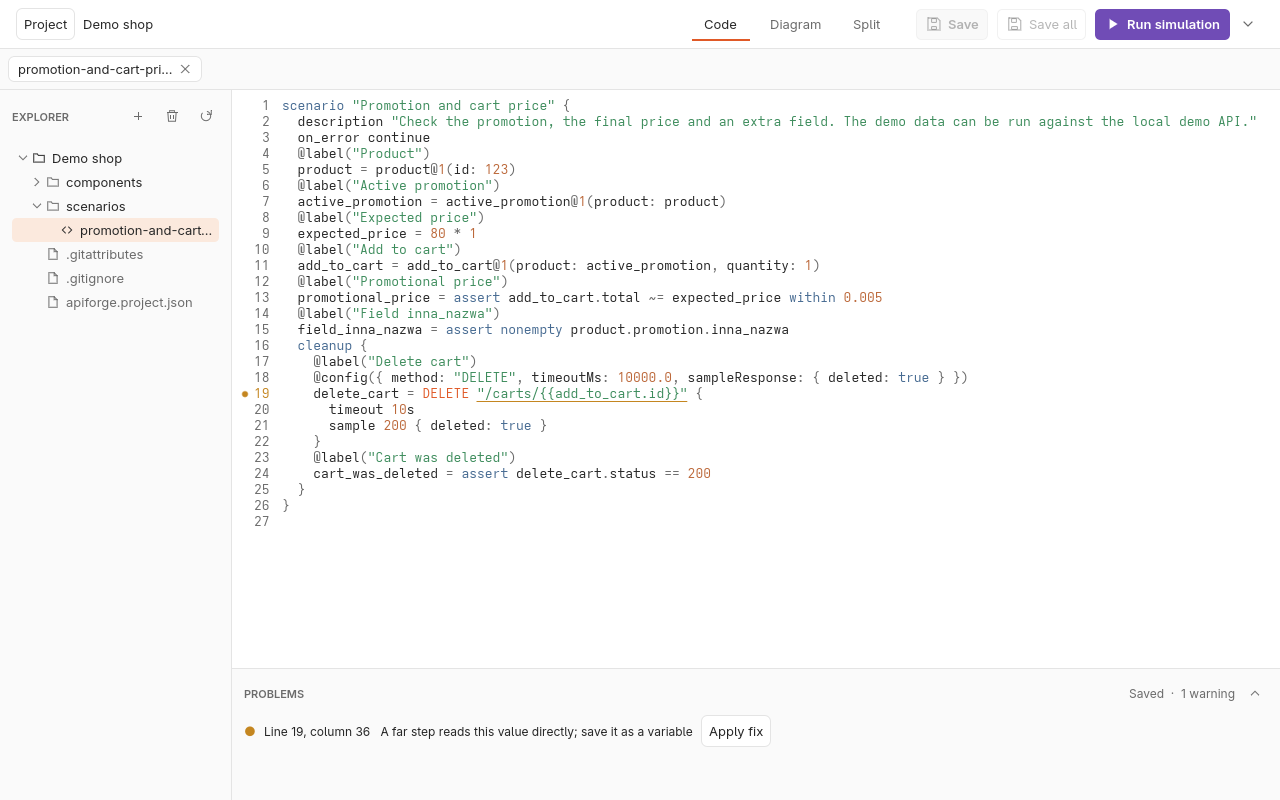 Project Demo shop Code Diagram Split Save Save all Run simulation
promotion-and-cart-pri...
EXPLORER
Demo shop
components
scenarios
promotion-and-cart...
.gitattributes
.gitignore
apiforge.project.json
1 scenario "Promotion and cart price" {
2 description "Check the promotion, the final price and an extra field. The demo data can be run against the local demo API."
3 on_error continue
4 @label("Product")
5 product = product@1(id: 123)
6 @label("Active promotion")
7 active_promotion = active_promotion@1(product: product)
8 @label("Expected price")
9 expected_price = 80 * 1
10 @label("Add to cart")
11 add_to_cart = add_to_cart@1(product: active_promotion, quantity: 1)
12 @label("Promotional price")
13 promotional_price = assert add_to_cart.total ~= expected_price within 0.005
14 @label("Field inna_nazwa")
15 field_inna_nazwa = assert nonempty product.promotion.inna_nazwa
16 cleanup {
17 @label("Delete cart")
18 @config({ method: "DELETE", timeoutMs: 10000.0, sampleResponse: { deleted: true } })
19 delete_cart = DELETE "/carts/{{add_to_cart.id}}" {
20 timeout 10s
21 sample 200 { deleted: true }
22 }
23 @label("Cart was deleted")
24 cart_was_deleted = assert delete_cart.status == 200
25 }
26 }
27
PROBLEMS Saved · 1 warning
Line 19, column 36 A far step reads this value directly; save it as a variable Apply fix